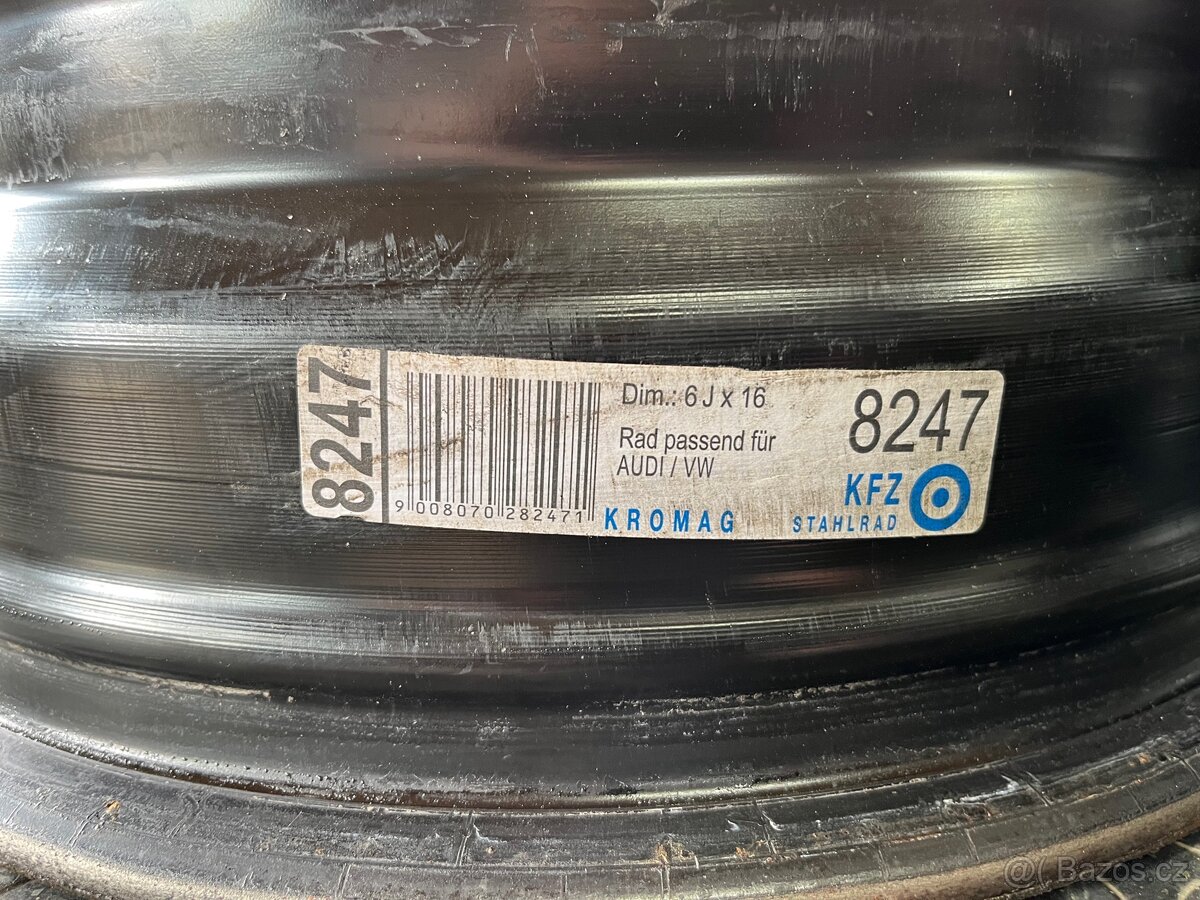 8247
9 008070 282471
Dim.: 6 J x 16
Rad passend für
AUDI / VW
KROMAG
8247
KFZ
STAHLRAD
Bazos.cz